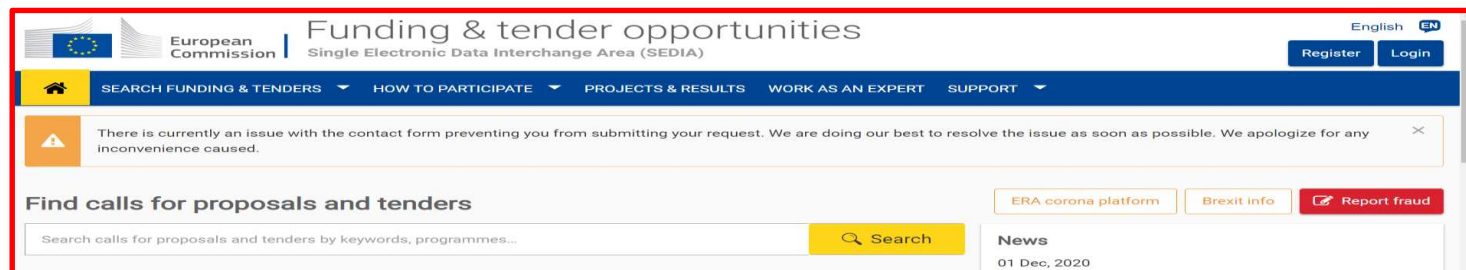 European
Commission
Funding & tender opportunities
Single Electronic Data Interchange Area (SEDIA)
English EN
Register Login
SEARCH FUNDING & TENDERS HOW TO PARTICIPATE PROJECTS & RESULTS WORK AS AN EXPERT SUPPORT
There is currently an issue with the contact form preventing you from submitting your request. We are doing our best to resolve the issue as soon as possible. We apologize for any
inconvenience caused.
Find calls for proposals and tenders
ERA corona platform Brexit info Report fraud
Search calls for proposals and tenders by keywords, programmes...
Search
News
01 Dec, 2020